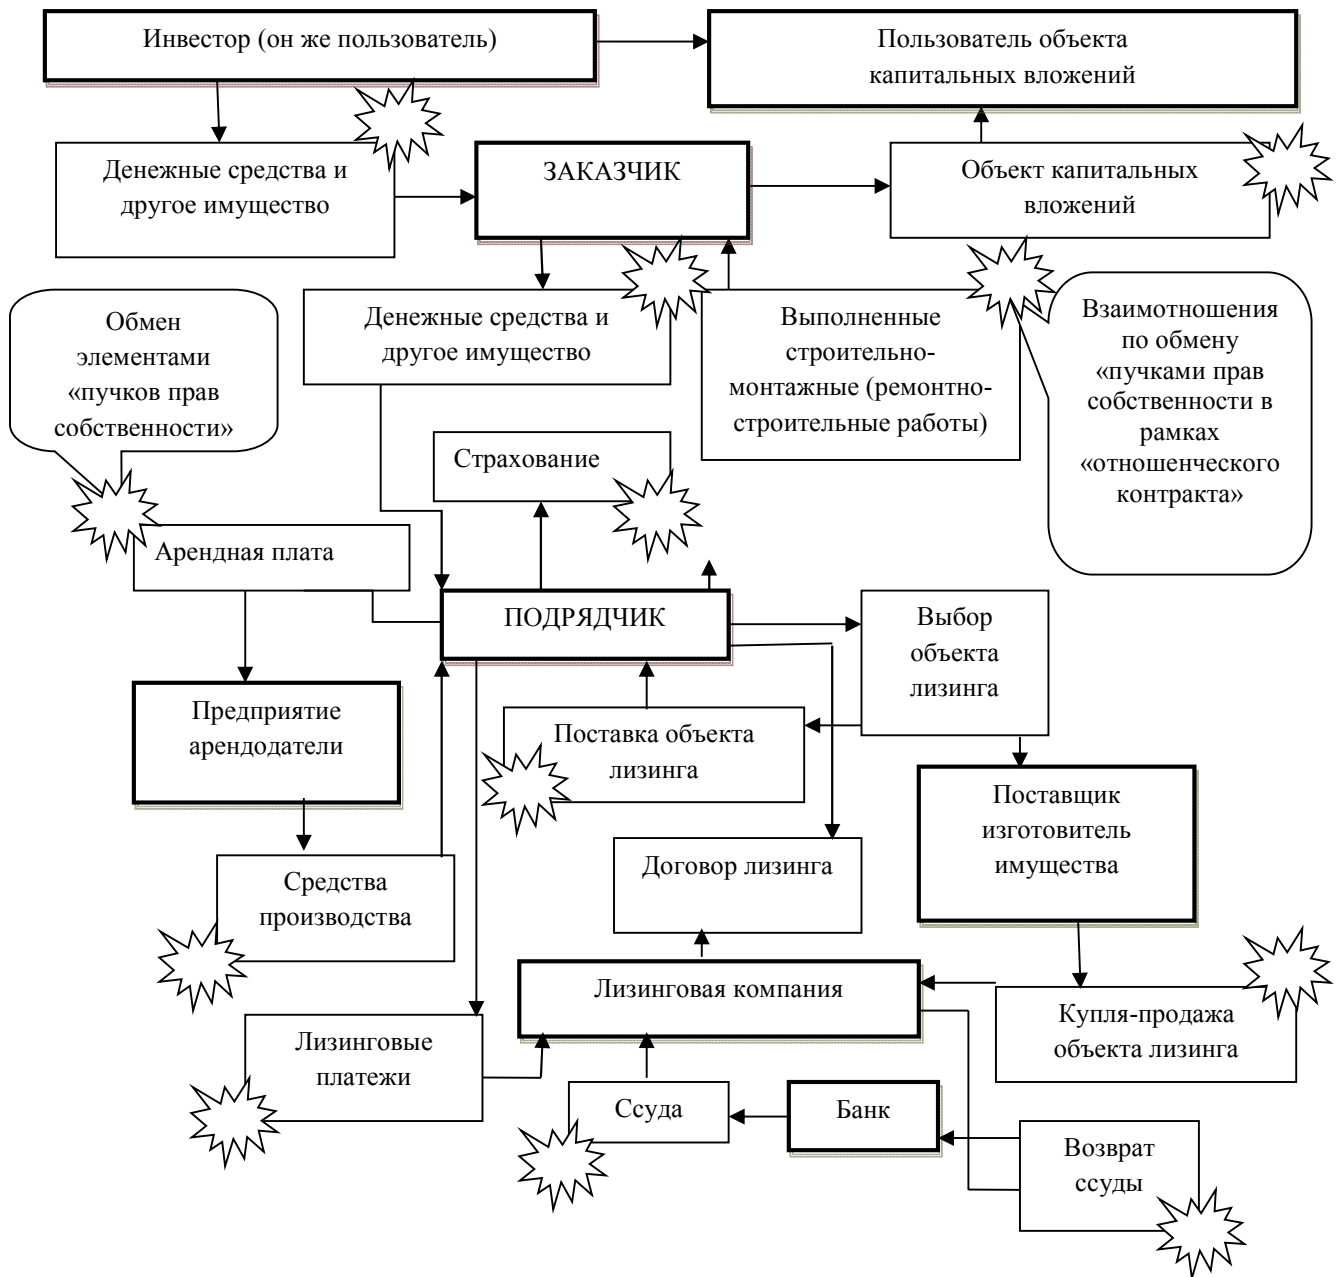 Инвестор (он же пользователь)
Пользователь объекта
капитальных вложений
Денежные средства и
другое имущество
ЗАКАЗЧИК
Объект капитальных
вложений
Обмен
элементами
«пучков прав
собственности»
Денежные средства и
другое имущество
Выполненные
строительно-
монтажные (ремонтно-
строительные работы)
Взаимотношения
по обмену
«пучками прав
собственности в
рамках
«отношенческого
контракта»
Страхование
Арендная плата
ПОДРЯДЧИК
Выбор
объекта
лизинга
Предприятие
арендодатели
Поставка объекта
лизинга
Поставщик
изготовитель
имущества
Средства
производства
Договор лизинга
Лизинговая компания
Купля-продажа
объекта лизинга
Лизинговые
платежи
Ссуда
Банк
Возврат
ссуды